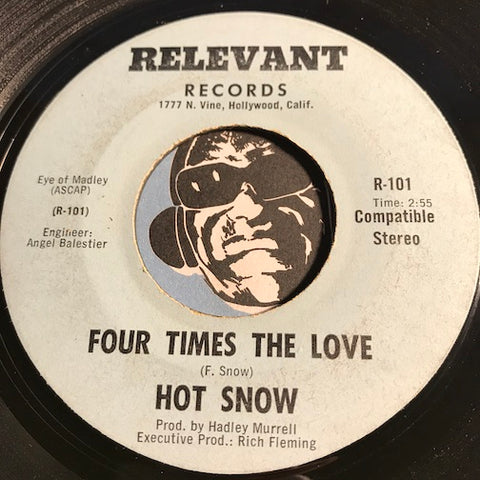 RELEVANT
RECORDS
1777 N. Vine, Hollywood, Calif.
Eye of Madley
(ASCAP)
(R-101)
Engineer:
Angel Balestier
R-101
Time: 2:55
Compatible
Stereo
FOUR TIMES THE LOVE
(F. Snow)
HOT SNOW
Prod. by Hadley Murrell
Executive Prod.: Rich Fleming